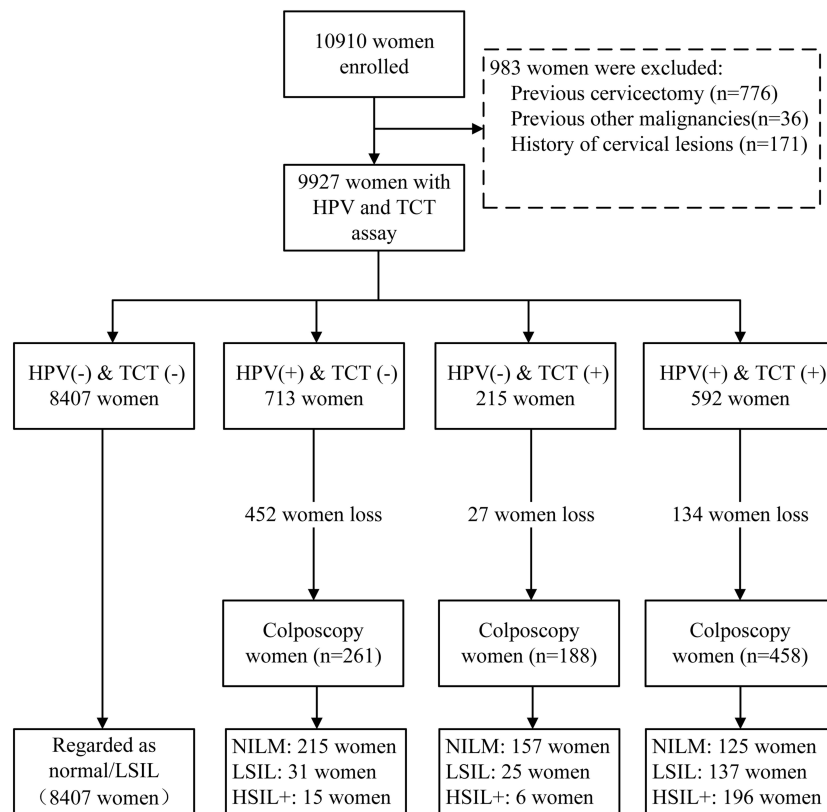 10910 women
enrolled
983 women were excluded:
Previous cervicectomy (n=776)
Previous other malignancies(n=36)
History of cervical lesions (n=171)
9927 women with
HPV and TCT
assay
HPV(-) & TCT (-)
8407 women
HPV(+) & TCT (-)
713 women
HPV(-) & TCT (+)
215 women
HPV(+) & TCT (+)
592 women
452 women loss
27 women loss
134 women loss
Colposcopy
women (n=261)
Colposcopy
women (n=188)
Colposcopy
women (n=458)
Regarded as
normal/LSIL
（8407 women）
NILM: 215 women
LSIL: 31 women
HSIL+: 15 women
NILM: 157 women
LSIL: 25 women
HSIL+: 6 women
NILM: 125 women
LSIL: 137 women
HSIL+: 196 women